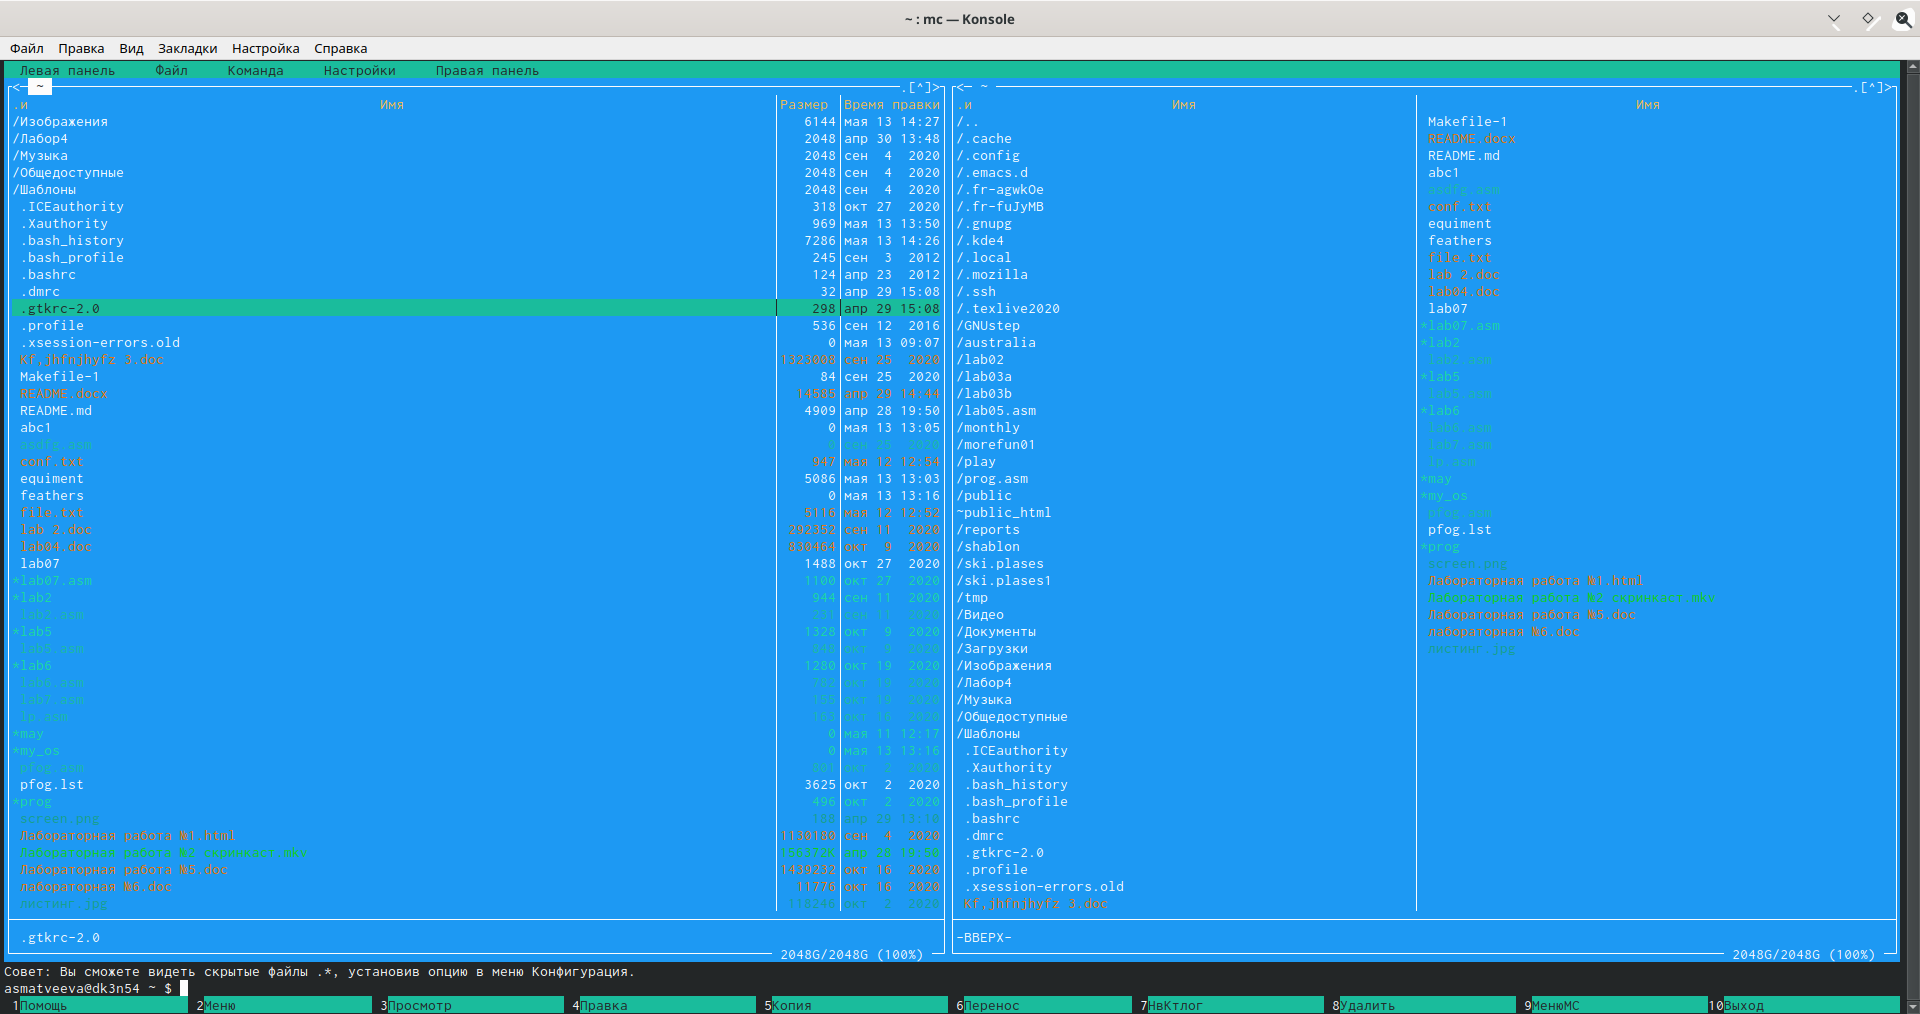 ~ : mc — Konsole
Файл Правка Вид Закладки Настройка Справка
Левая панель Файл Команда Настройки Правая панель
<─ ~ .[^]>
.и Имя Размер Время правки
/Изображения 6144 мая 13 14:27
/Лабор4 2048 апр 30 13:48
/Музыка 2048 сен 4 2020
/Общедоступные 2048 сен 4 2020
/Шаблоны 2048 сен 4 2020
.ICEauthority 318 окт 27 2020
.Xauthority 969 мая 13 13:50
.bash_history 7286 мая 13 14:26
.bash_profile 245 сен 3 2012
.bashrc 124 апр 23 2012
.dmrc 32 апр 29 15:08
.gtkrc-2.0 298 апр 29 15:08
.profile 536 сен 12 2016
.xsession-errors.old 0 мая 13 09:07
Kf,jhfnjhyfz 3.doc 1323008 сен 25 2020
Makefile-1 84 сен 25 2020
README.docx 14585 апр 29 14:44
README.md 4909 апр 28 19:50
abc1 0 мая 13 13:05
asdfg.asm 0 сен 25 2020
conf.txt 947 мая 12 12:54
equiment 5086 мая 13 13:03
feathers 0 мая 13 13:16
file.txt 5116 мая 12 12:52
lab 2.doc 292352 сен 11 2020
lab04.doc 830464 окт 9 2020
lab07 1488 окт 27 2020
*lab07.asm 1100 окт 27 2020
*lab2 944 сен 11 2020
lab2.asm сен 11 2020
*lab5 1328 окт 9 2020
lab5.asm окт 2020
*lab6 1280 окт 19 2020
lab6.asm окт 19 2020
lab7.asm окт 19 2020
lp.asm окт 16 2020
*may 0 мая 11 12:17
*my_os 0 мая 13 13:16
pfog.asm окт 2 2020
pfog.lst 3625 окт 2 2020
*prog 496 окт 2 2020
screen.png апр
Лабораторная работа №1.html 1130180 сен 4 2020
Лабораторная работа №2 скринкаст.mkv
Лабораторная работа №5.doc 1439232 окт 16 2020
лабораторная №6.doc 11776 окт 16 2020
листинг.jpg окт 2 2020
.gtkrc-2.0
2048G/2048G (100%)
<─ ~ .[^]>
.и Имя Имя
/..
/.cache
/.config
/.emacs.d
/.fr-agwkOe
/.fr-fuJyMB
/.gnupg
/.kde4
/.local
/.mozilla
/.ssh
/.texlive2020
/GNUstep
/australia
/lab02
/lab03a
/lab03b
/lab05.asm
/monthly
/morefun01
/play
/prog.asm
/public
~public_html
/reports
/shablon
/ski.plases
/ski.plases1
/tmp
/Видео
/Документы
/Загрузки
/Изображения
/Лабор4
/Музыка
/Общедоступные
/Шаблоны
.ICEauthority
.Xauthority
.bash_history
.bash_profile
.bashrc
.dmrc
.gtkrc-2.0
.profile
.xsession-errors.old
Kf,jhfnjhyfz 3.doc
Makefile-1
README.docx
README.md
abc1
asdfg.asm
conf.txt
equiment
feathers
file.txt
lab 2.doc
lab04.doc
lab07
*lab07.asm
*lab2
lab2.asm
*lab5
lab5.asm
*lab6
lab6.asm
lab7.asm
lp.asm
*may
*my_os
pfog.asm
pfog.lst
*prog
screen.png
Лабораторная работа №1.html
Лабораторная работа №2 скринкаст.mkv
Лабораторная работа №5.doc
лабораторная №6.doc
листинг.jpg
-ВВЕРХ-
2048G/2048G (100%)
Совет: Вы сможете видеть скрытые файлы .*, установив опцию в меню Конфигурация.
asmatveeva@dk3n54 ~ $
1Помощь 2Меню 3Просмотр 4Правка 5Копия 6Перенос 7НвКтлог 8Удалить 9МенюМС 10Выход